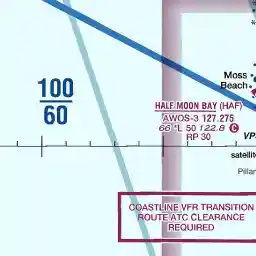 100
60
Moss
Beach
HALF MOON BAY (HAF)
AWOS-3 127.275
66 *L 50 122.8 C
RP 30
VP
satellit
Pillar
COASTLINE VFR TRANSITION
ROUTE ATC CLEARANCE
REQUIRED